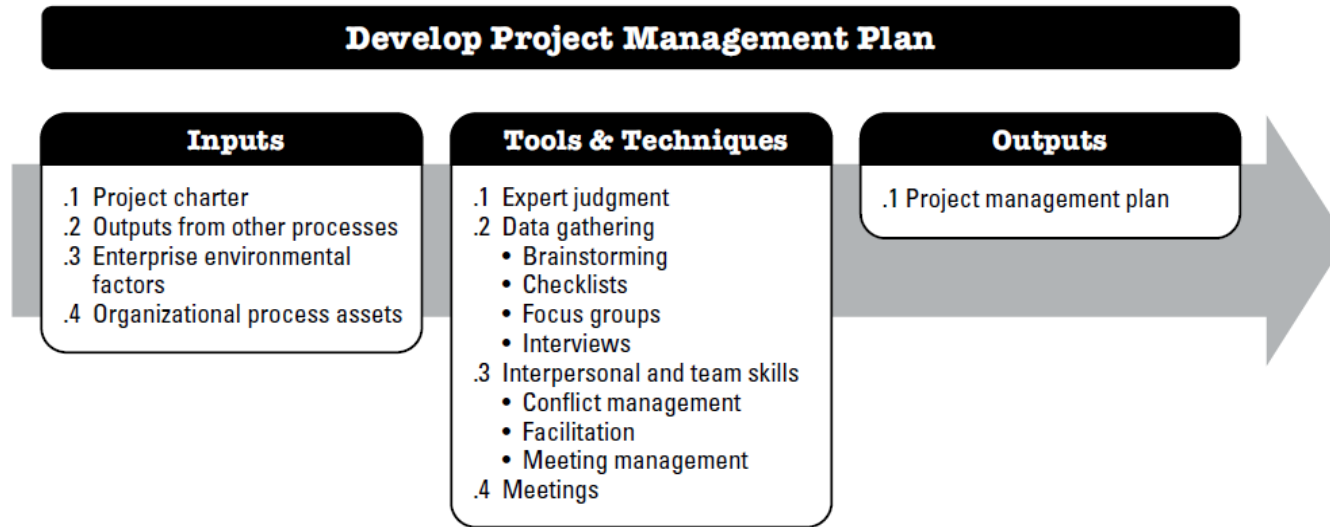 Develop Project Management Plan
Inputs
.1 Project charter
.2 Outputs from other processes
.3 Enterprise environmental
factors
.4 Organizational process assets
Tools & Techniques
.1 Expert judgment
.2 Data gathering
• Brainstorming
• Checklists
• Focus groups
• Interviews
.3 Interpersonal and team skills
• Conflict management
• Facilitation
• Meeting management
.4 Meetings
Outputs
.1 Project management plan